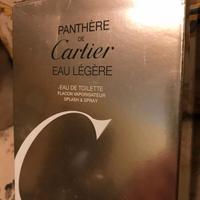 PANTHÈRE
DE
Cartier
EAU LÉGÈRE
EAU DE TOILETTE
FLACON VAPORISATEUR
SPLASH & SPRAY
C